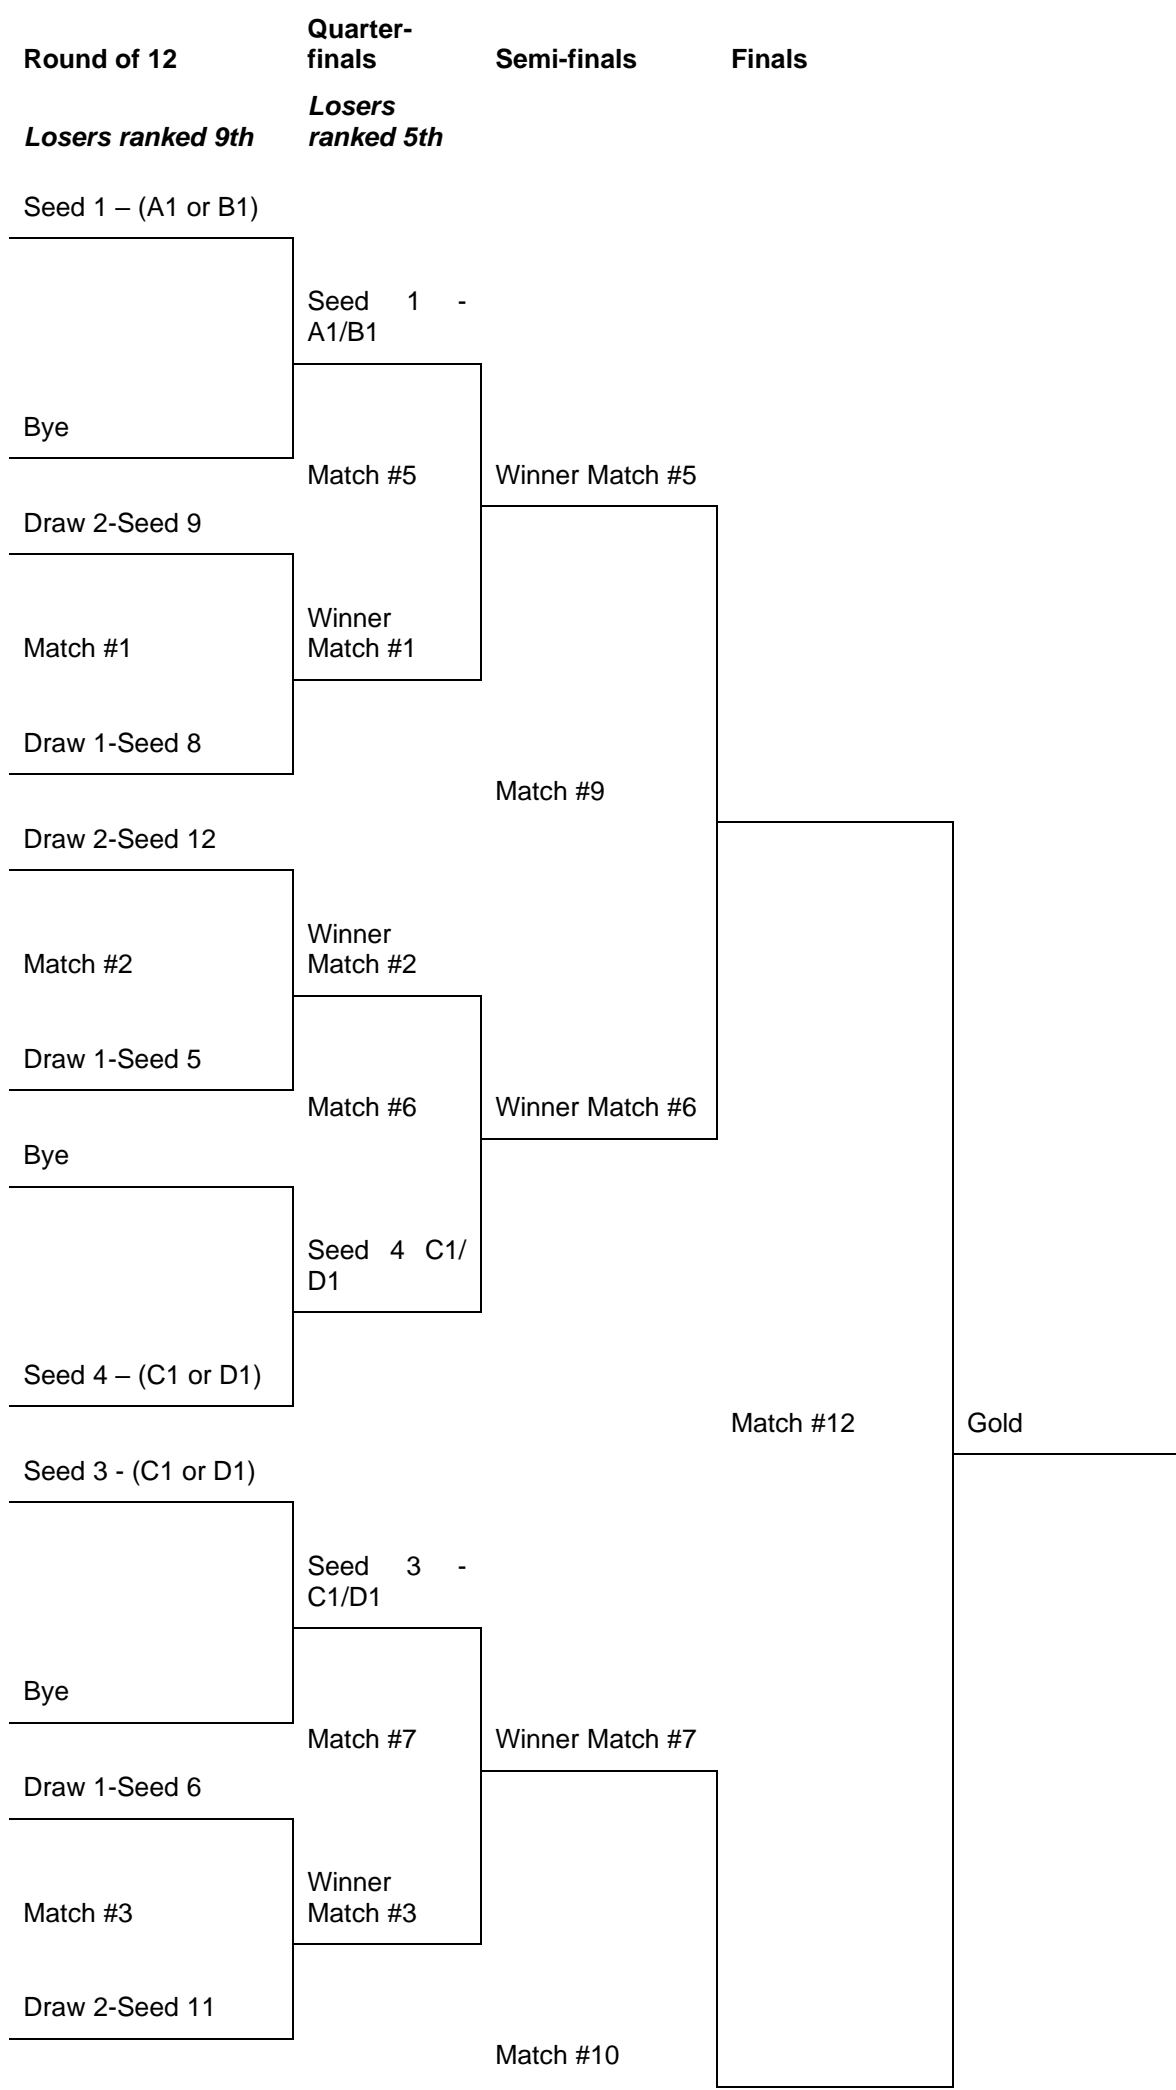 Round of 12
Quarter-
finals
Semi-finals
Finals
Losers ranked 9th
Losers
ranked 5th
Seed 1 – (A1 or B1)
Seed 1 -
A1/B1
Bye
Match #5
Winner Match #5
Draw 2-Seed 9
Winner
Match #1
Match #1
Draw 1-Seed 8
Match #9
Draw 2-Seed 12
Winner
Match #2
Match #2
Draw 1-Seed 5
Match #6
Winner Match #6
Bye
Seed 4 C1/
D1
Seed 4 – (C1 or D1)
Match #12
Gold
Seed 3 - (C1 or D1)
Seed 3 -
C1/D1
Bye
Match #7
Winner Match #7
Draw 1-Seed 6
Winner
Match #3
Match #3
Draw 2-Seed 11
Match #10